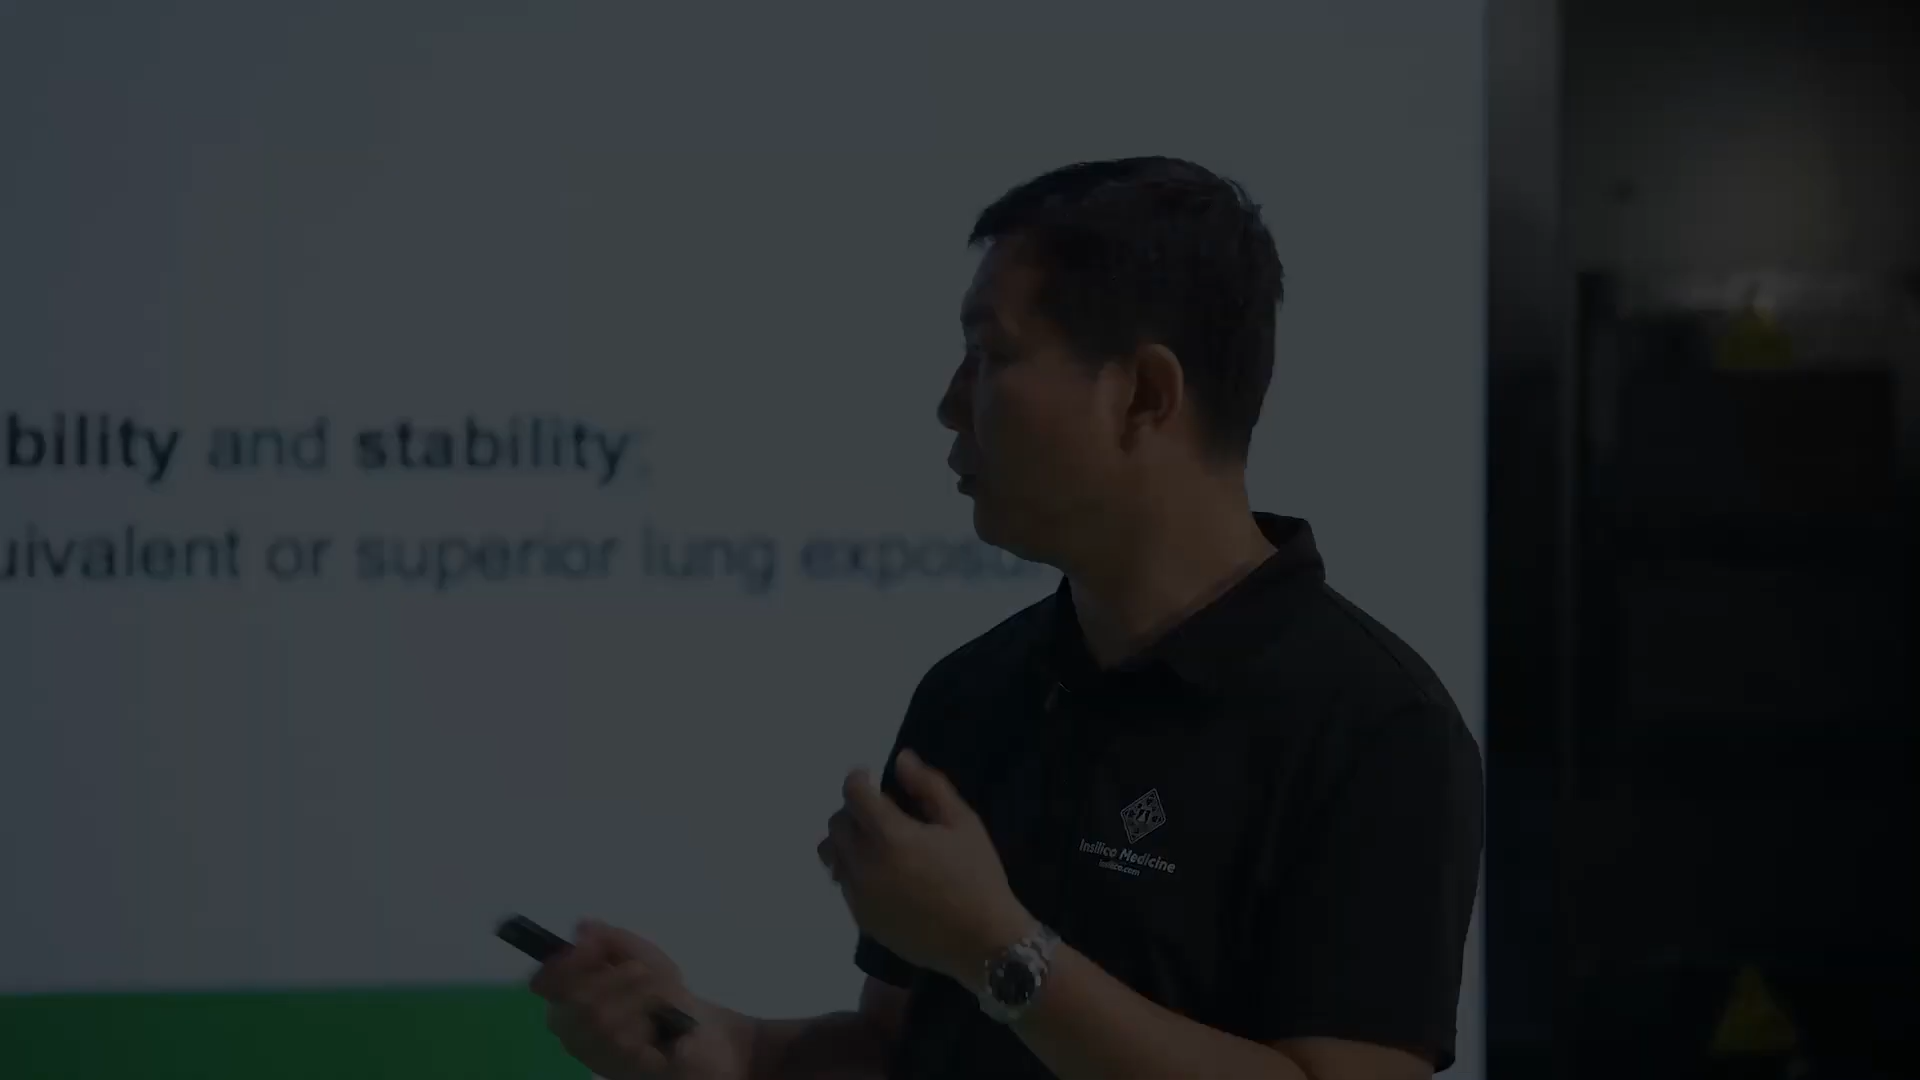 bility and stability;
uivalent or superior lung exposu
Insilico Medicine
insilico.com